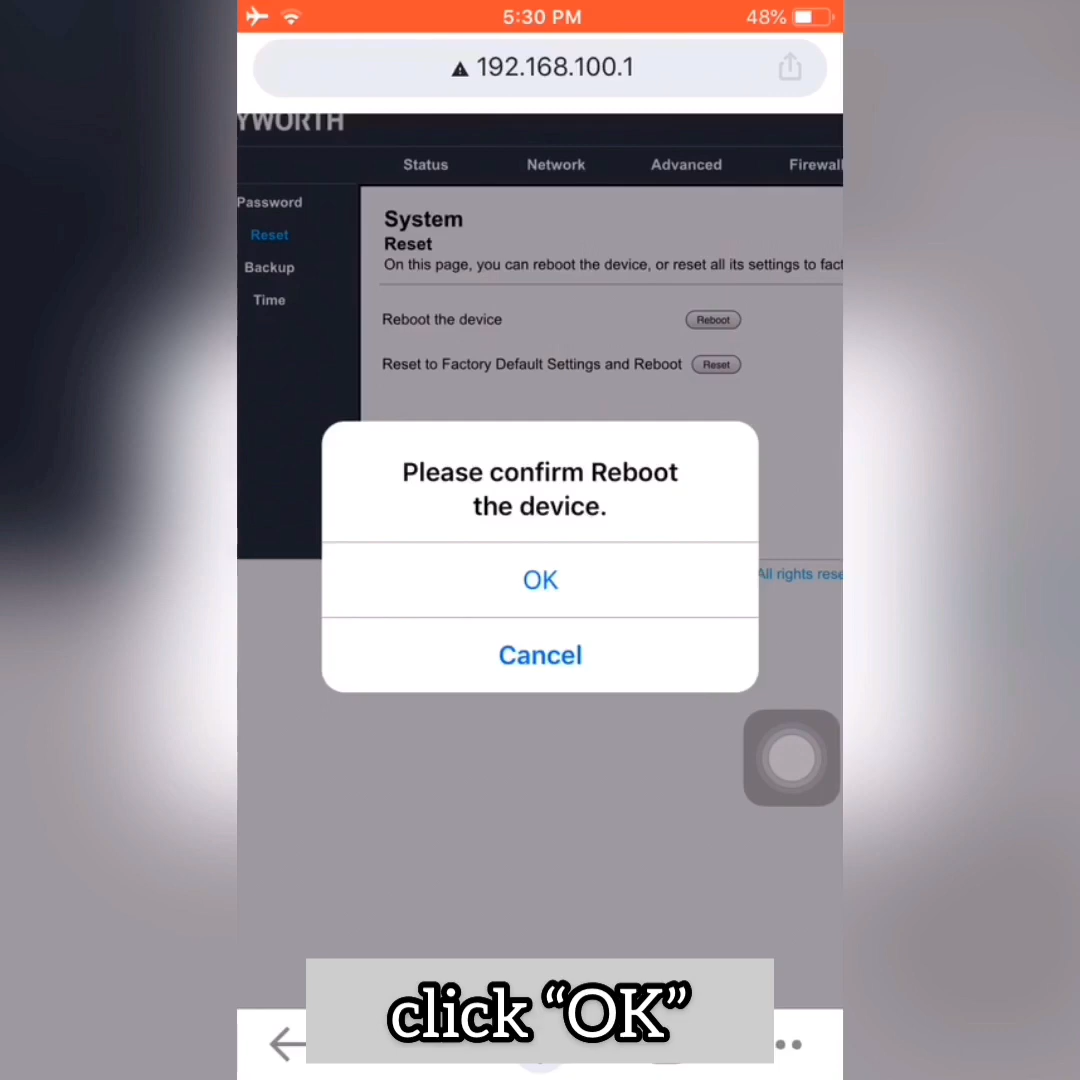 5:30 PM 48%
192.168.100.1
YWORTH
Status Network Advanced Firewall
Password
Reset
Backup
Time
System
Reset
On this page, you can reboot the device, or reset all its settings to fact
Reboot the device Reboot
Reset to Factory Default Settings and Reboot Reset
Please confirm Reboot
the device.
OK
Cancel
All rights rese
click “OK”